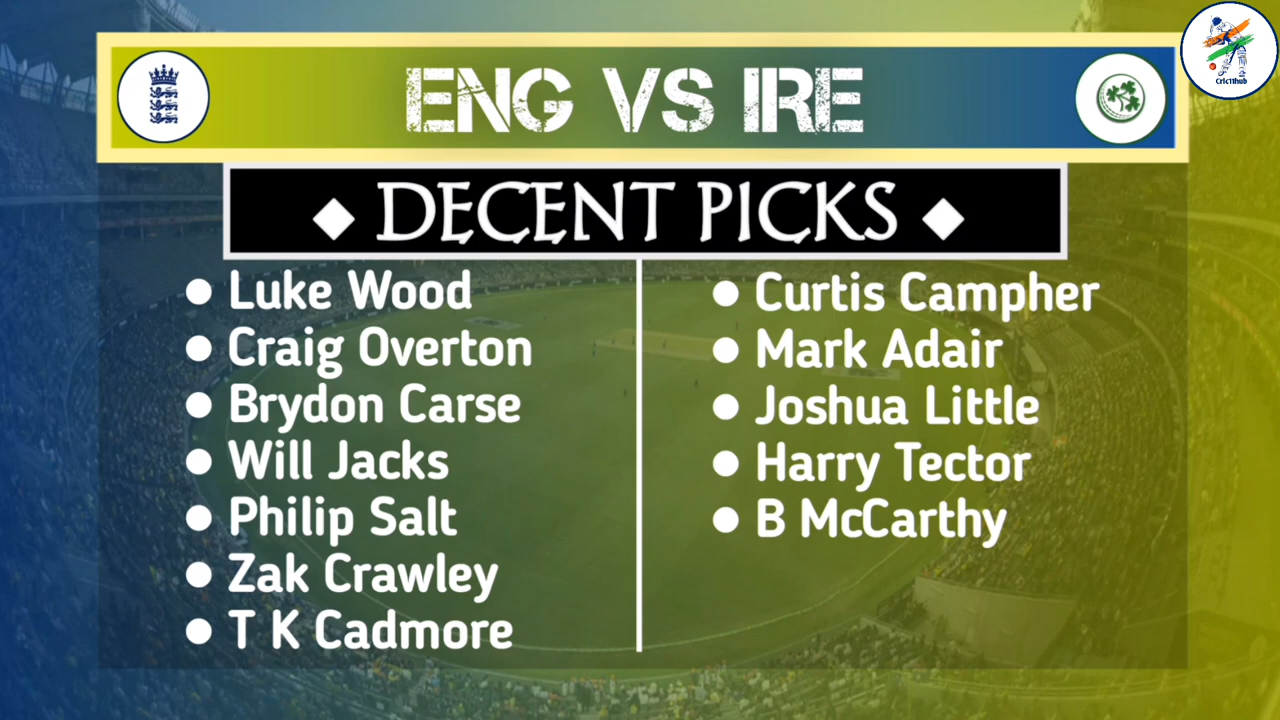 ENG VS IRE
Cric11hub
DECENT PICKS
Luke Wood
Craig Overton
Brydon Carse
Will Jacks
Philip Salt
Zak Crawley
T K Cadmore
Curtis Campher
Mark Adair
Joshua Little
Harry Tector
B McCarthy